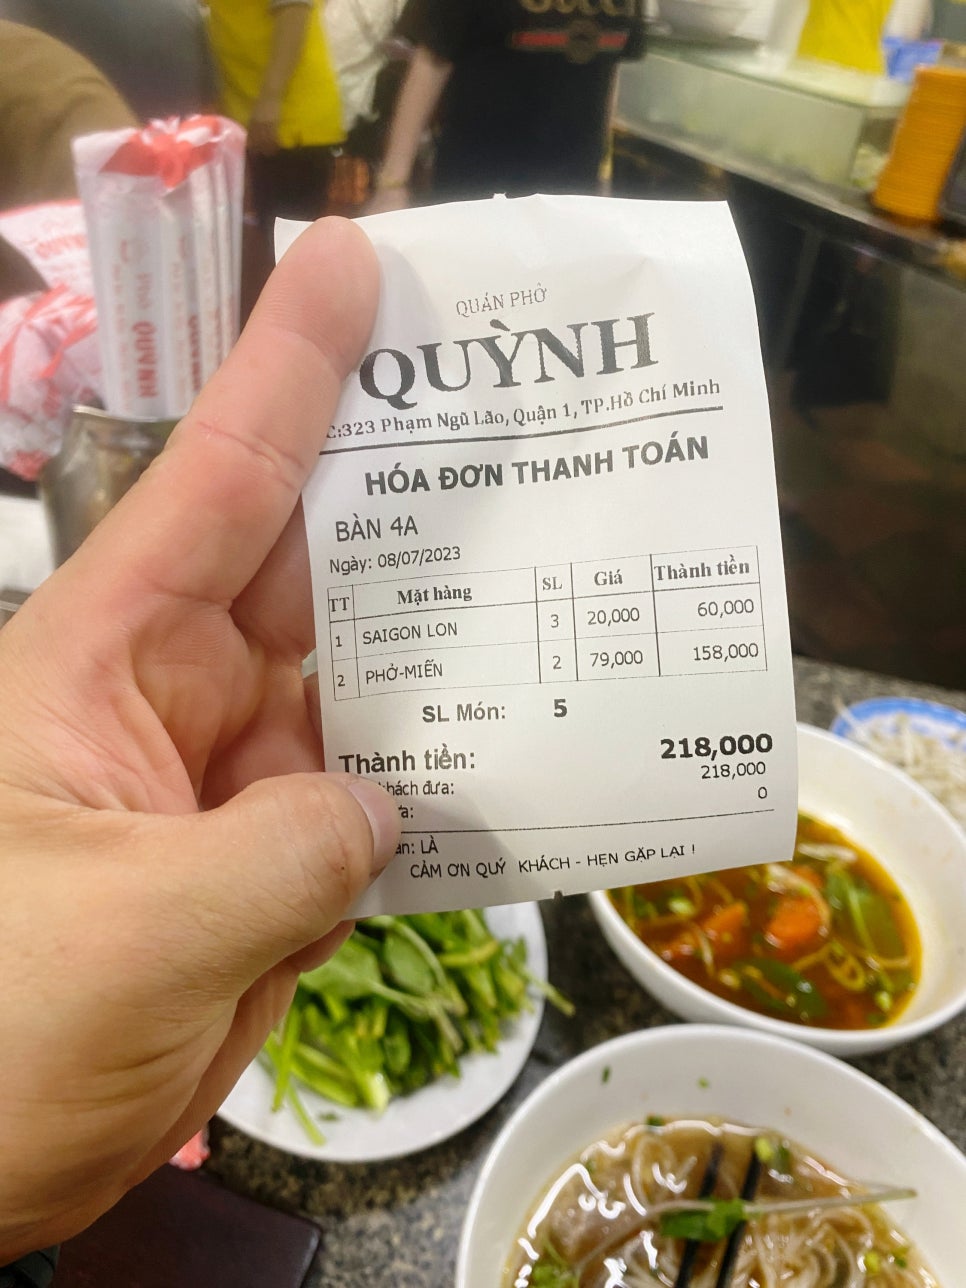 GUCCI
QUỲNH
QUÁN PHỞ
QUỲNH
C:323 Phạm Ngũ Lão, Quận 1, TP.Hồ Chí Minh
HÓA ĐƠN THANH TOÁN
BÀN 4A
Ngày: 08/07/2023
TT Mặt hàng SL Giá Thành tiền
1 SAIGON LON 3 20,000 60,000
2 PHỞ-MIẾN 2 79,000 158,000
SL Món: 5
Thành tiền: 218,000
khách đưa: 218,000
0
LÀ
CẢM ƠN QUÝ KHÁCH - HẸN GẶP LẠI !